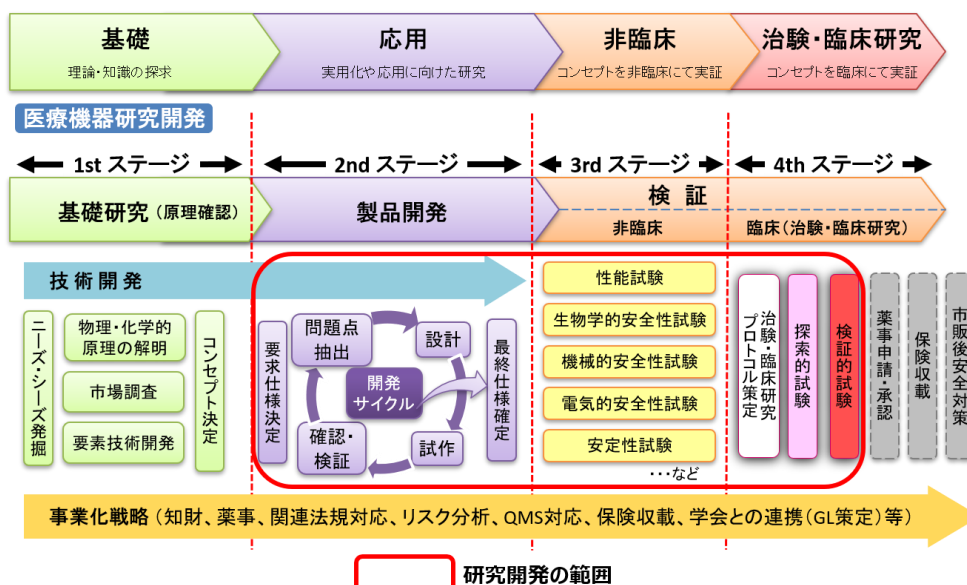 基礎
理論・知識の探求
応用
実用化や応用に向けた研究
非臨床
コンセプトを非臨床にて実証
治験・臨床研究
コンセプトを臨床にて実証
医療機器研究開発
1st ステージ
2nd ステージ
3rd ステージ
4th ステージ
基礎研究（原理確認）
製品開発
検 証
非臨床
臨床（治験・臨床研究）
技術開発
ニーズ・シーズ発掘
物理・化学的
原理の解明
市場調査
要素技術開発
コンセプト決定
要求仕様決定
問題点
抽出
設計
開発
サイクル
確認・
検証
試作
最終仕様確定
性能試験
生物学的安全性試験
機械的安全性試験
電気的安全性試験
安定性試験
・・・など
治験・臨床研究
プロトコル策定
探索的試験
検証的試験
薬事申請・承認
保険収載
市販後安全対策
事業化戦略（知財、薬事、関連法規対応、リスク分析、QMS対応、保険収載、学会との連携（GL策定）等）
研究開発の範囲